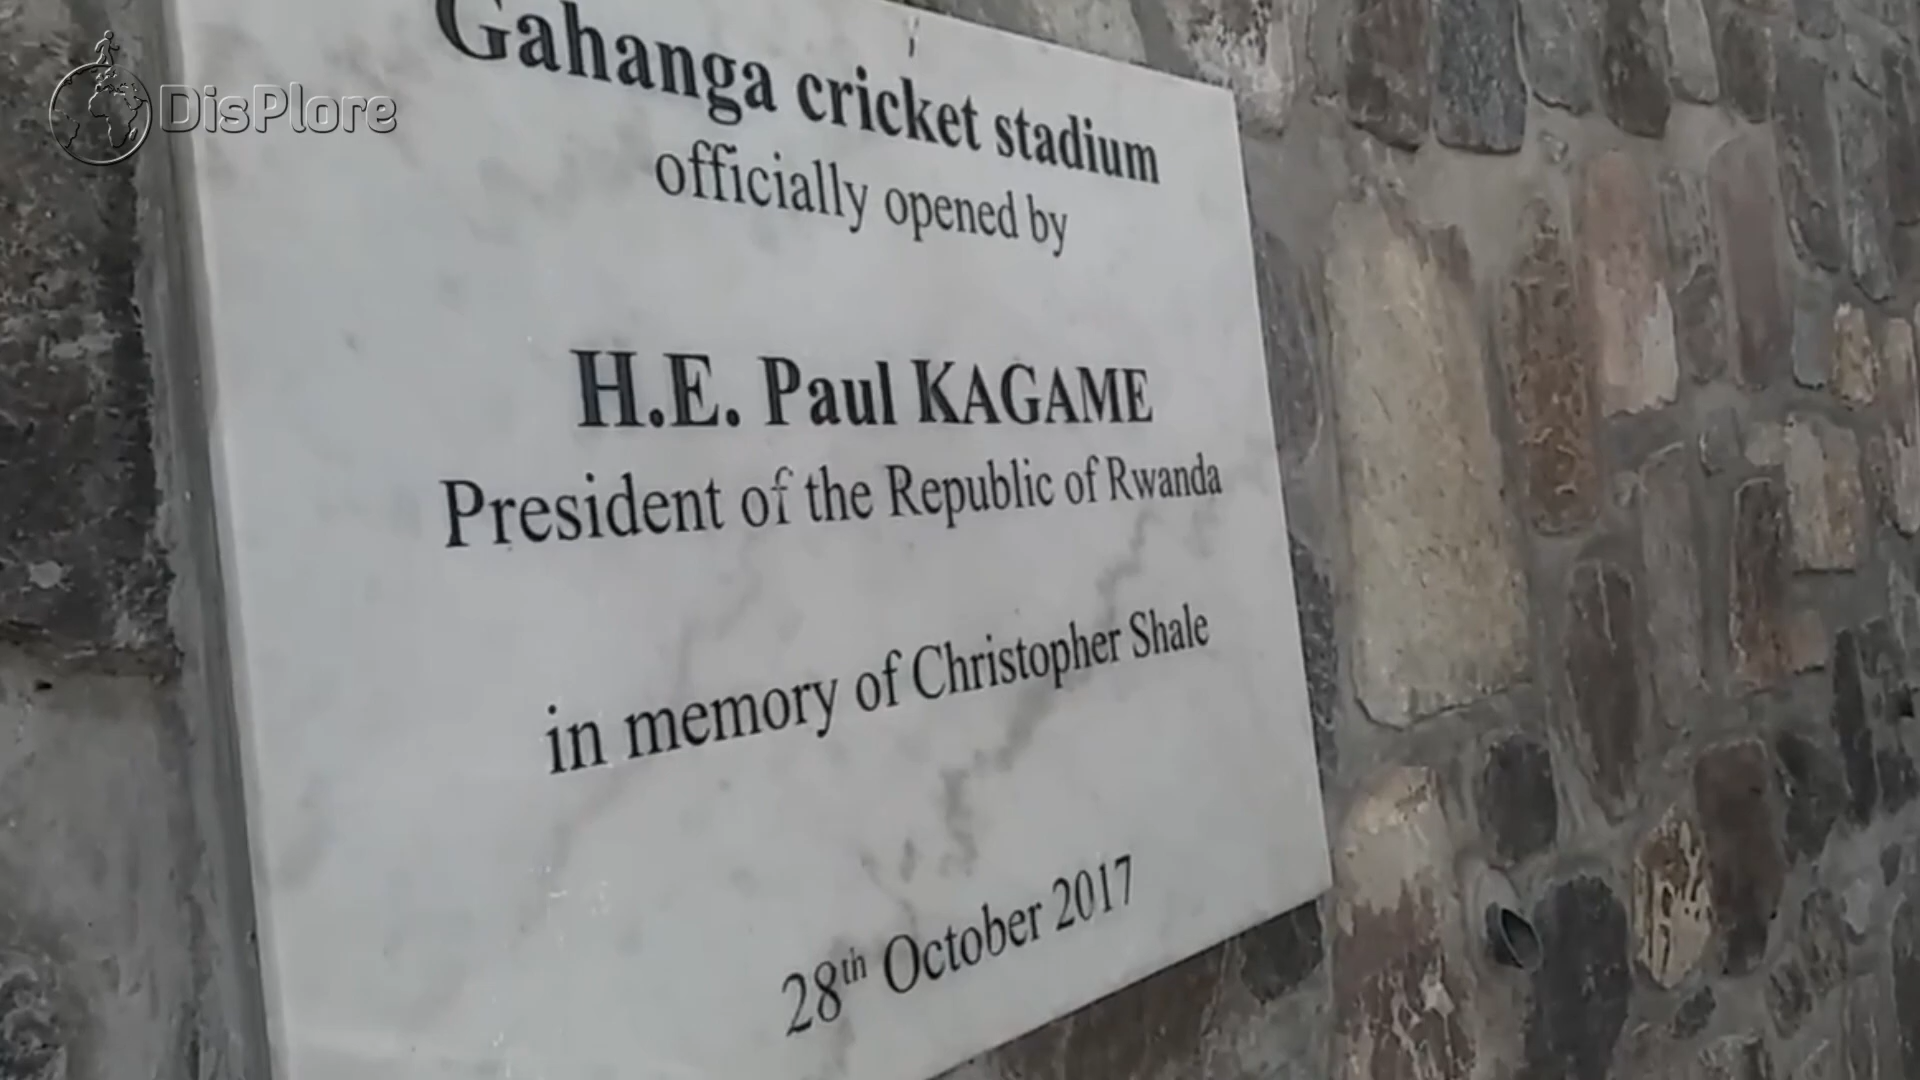 DisPlore
Gahanga cricket stadium
officially opened by
H.E. Paul KAGAME
President of the Republic of Rwanda
in memory of Christopher Shale
28th October 2017